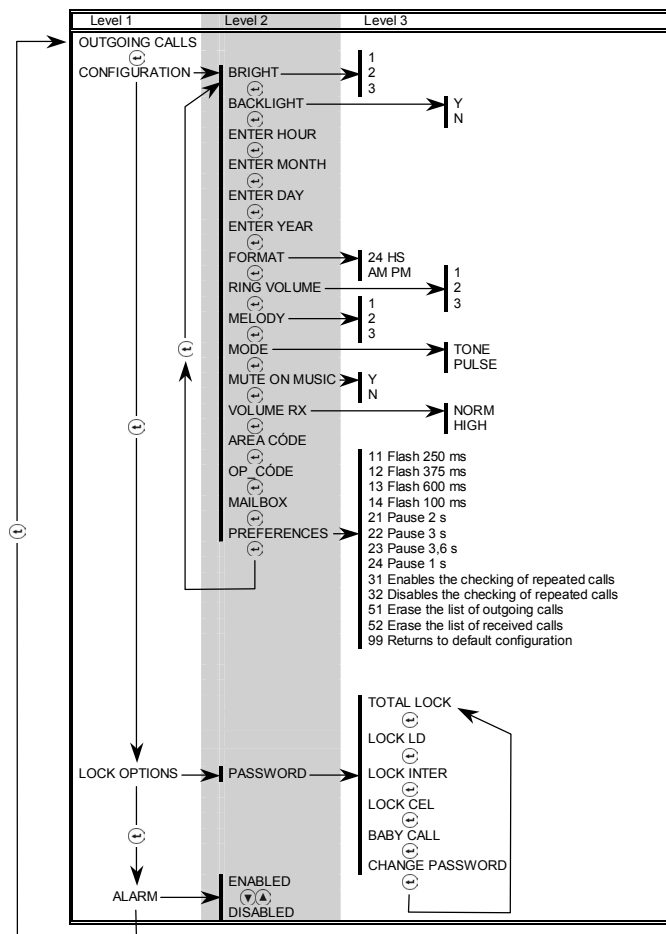 Level 1 Level 2 Level 3
OUTGOING CALLS
CONFIGURATION
BRIGHT
1
2
3
BACKLIGHT
Y
N
ENTER HOUR
ENTER MONTH
ENTER DAY
ENTER YEAR
FORMAT
24 HS
AM PM
RING VOLUME
1
2
3
MELODY
1
2
3
MODE
TONE
PULSE
MUTE ON MUSIC
Y
N
VOLUME RX
NORM
HIGH
AREA CÓDE
OP_CÓDE
MAILBOX
PREFERENCES
11 Flash 250 ms
12 Flash 375 ms
13 Flash 600 ms
14 Flash 100 ms
21 Pause 2 s
22 Pause 3 s
23 Pause 3,6 s
24 Pause 1 s
31 Enables the checking of repeated calls
32 Disables the checking of repeated calls
51 Erase the list of outgoing calls
52 Erase the list of received calls
99 Returns to default configuration
LOCK OPTIONS
PASSWORD
TOTAL LOCK
LOCK LD
LOCK INTER
LOCK CEL
BABY CALL
CHANGE PASSWORD
ALARM
ENABLED
DISABLED